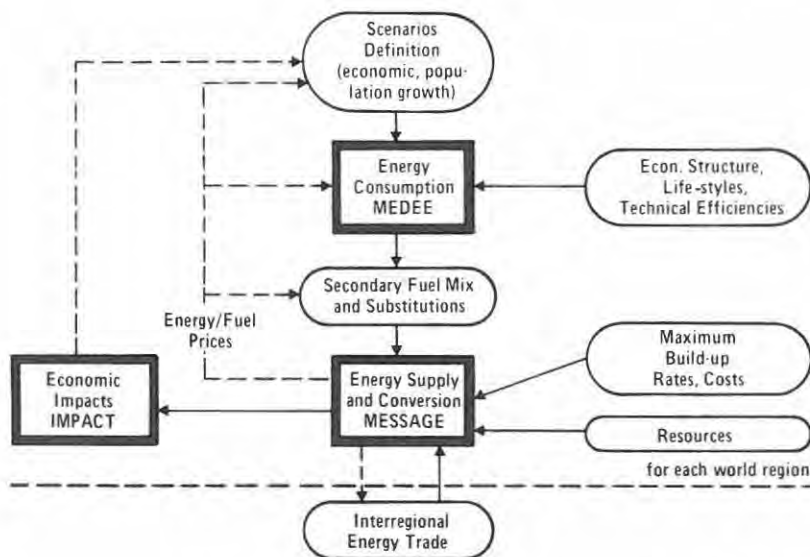 Scenarios
Definition
(economic, popu-
lation growth)
Energy
Consumption
MEDEE
Econ. Structure,
Life-styles,
Technical Efficiencies
Secondary Fuel Mix
and Substitutions
Energy/Fuel
Prices
Maximum
Build-up
Rates, Costs
Economic
Impacts
IMPACT
Energy Supply
and Conversion
MESSAGE
Resources
for each world region
Interregional
Energy Trade